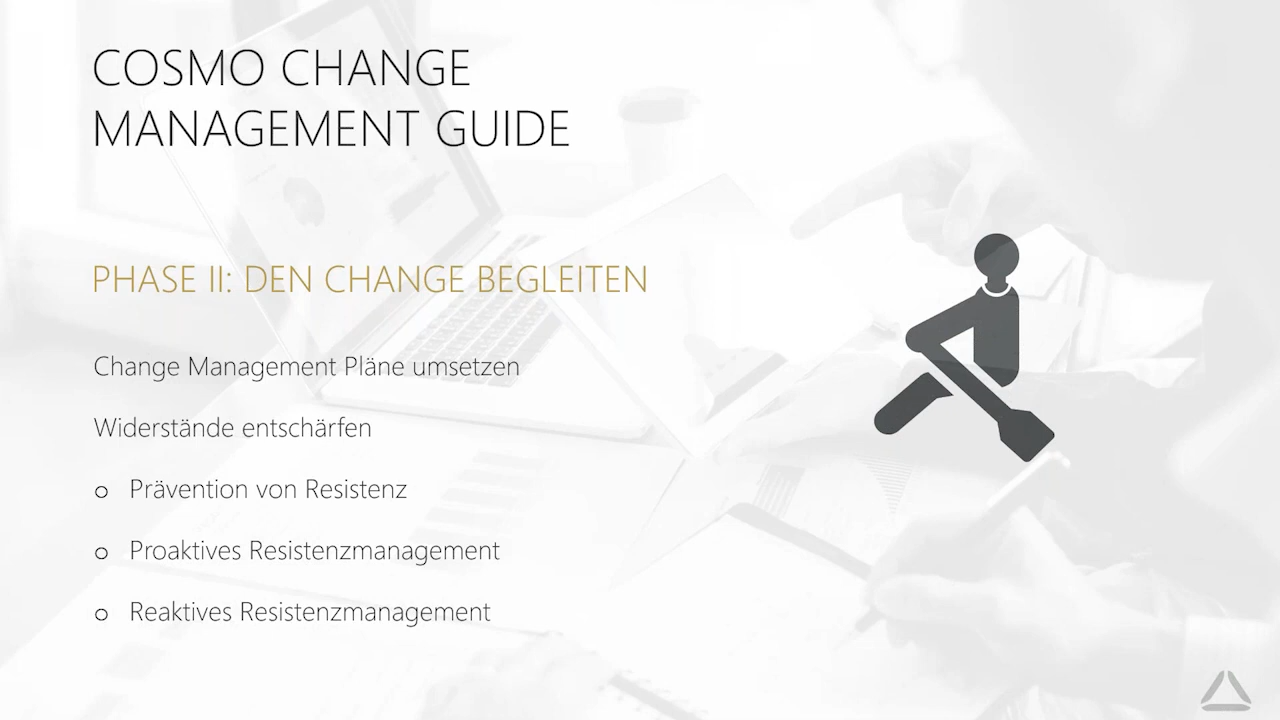 COSMO CHANGE
MANAGEMENT GUIDE
PHASE II: DEN CHANGE BEGLEITEN
Change Management Pläne umsetzen
Widerstände entschärfen
o Prävention von Resistenz
o Proaktives Resistenzmanagement
o Reaktives Resistenzmanagement